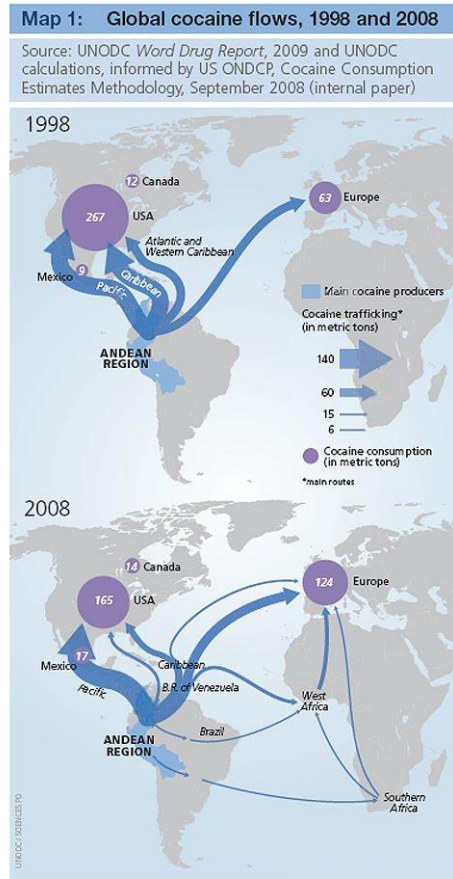 Map 1: Global cocaine flows, 1998 and 2008
Source: UNODC Word Drug Report, 2009 and UNODC
calculations, informed by US ONDCP, Cocaine Consumption
Estimates Methodology, September 2008 (internal paper)
1998
12 Canada
267 USA
63 Europe
Atlantic and
Western Caribbean
Mexico 9
Caribbean
Pacific
Main cocaine producers
Cocaine trafficking*
(in metric tons)
ANDEAN
REGION
140
60
15
6
Cocaine consumption
(in metric tons)
*main routes
2008
14 Canada
165 USA
124 Europe
Mexico 17
Caribbean
Pacific
B.R. of Venezuela
West
Africa
Brazil
ANDEAN
REGION
Southern
Africa
UNODC / SCIENCES PO